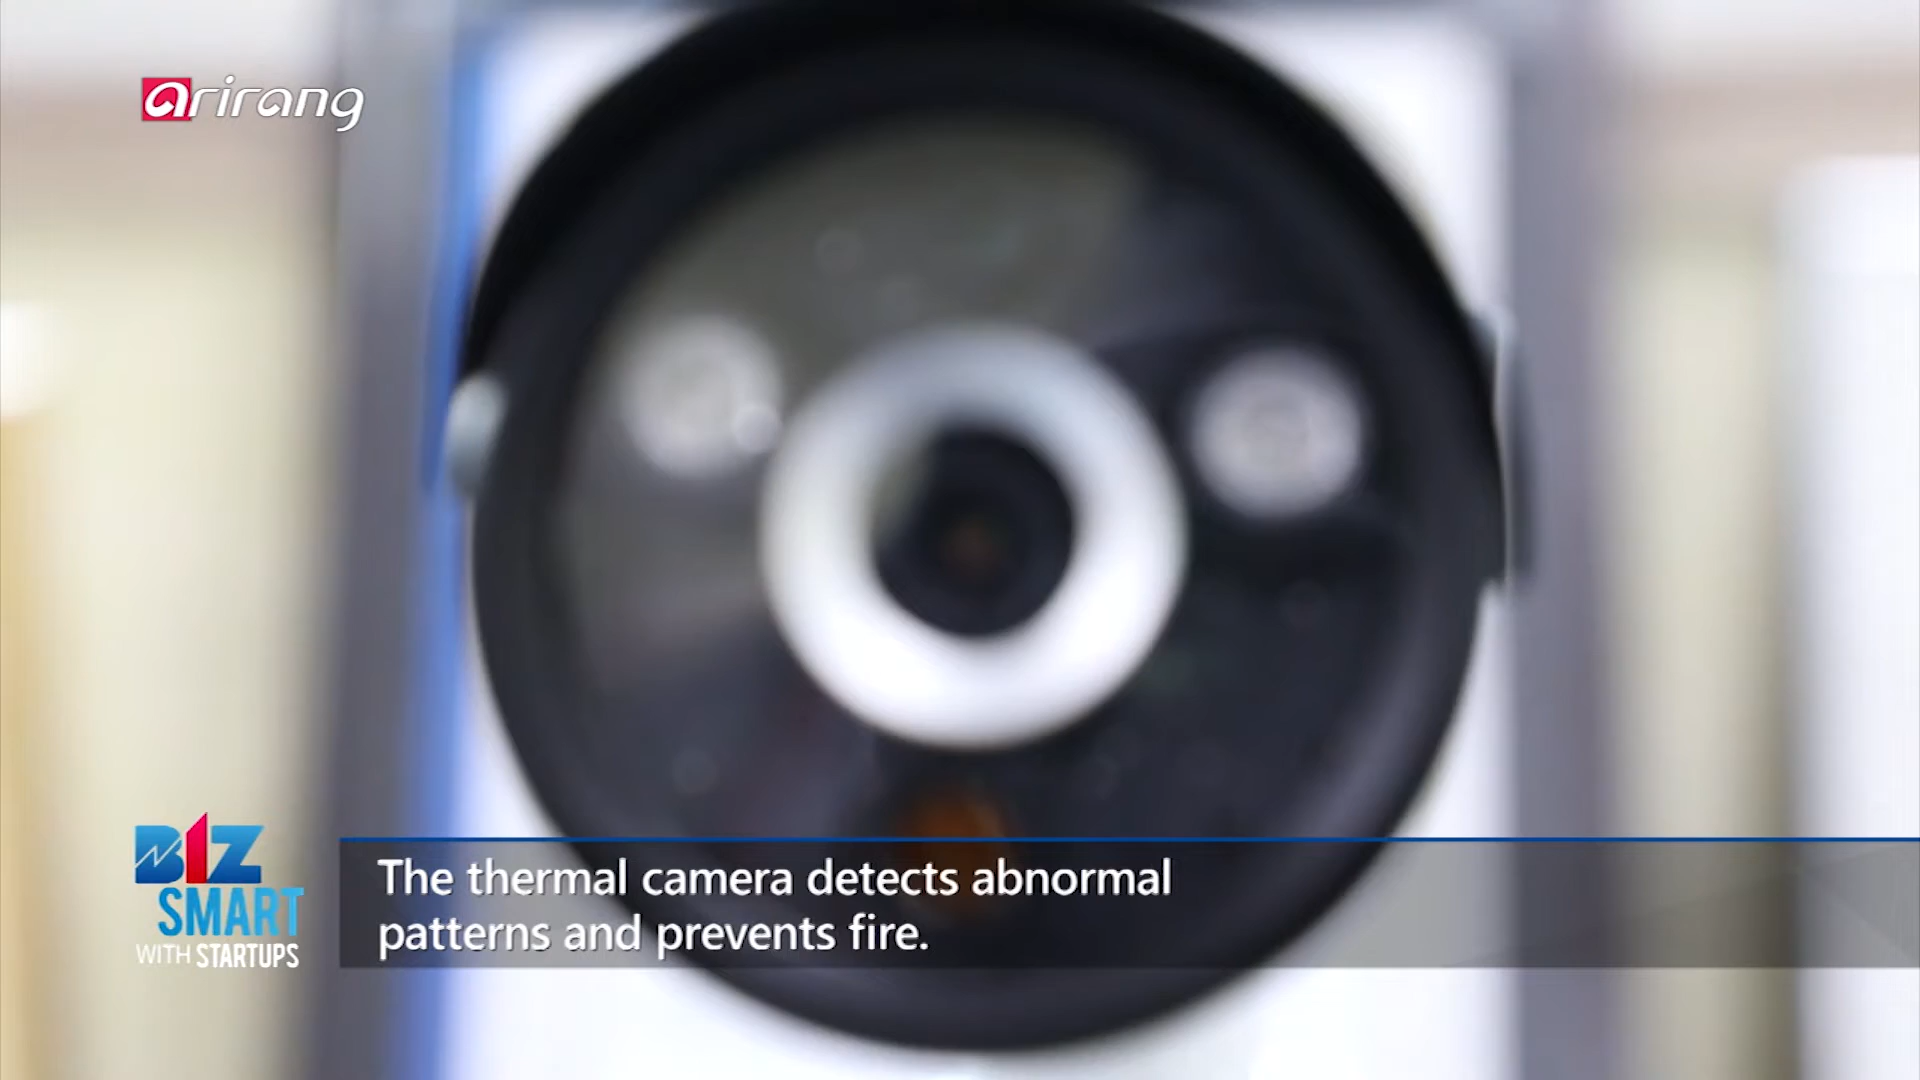 arirang
BIZ
SMART
WITH STARTUPS
The thermal camera detects abnormal
patterns and prevents fire.